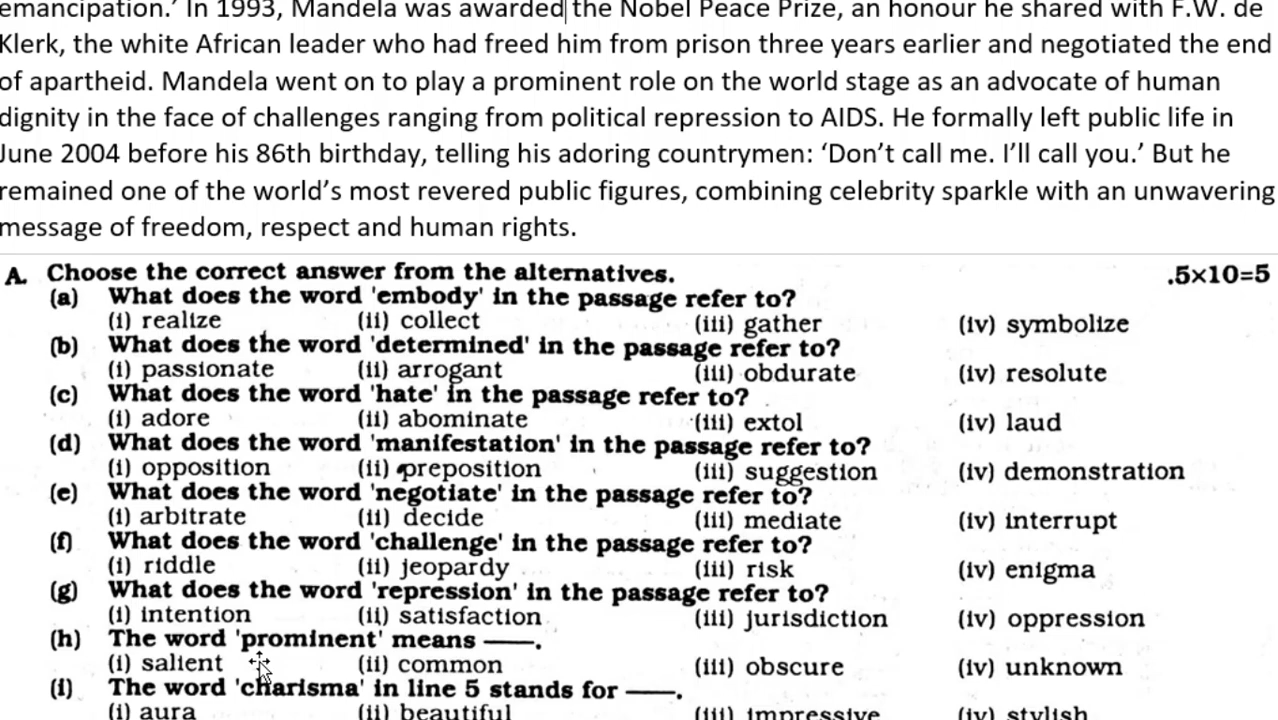 emancipation.’ In 1993, Mandela was awarded the Nobel Peace Prize, an honour he shared with F.W. de
Klerk, the white African leader who had freed him from prison three years earlier and negotiated the end
of apartheid. Mandela went on to play a prominent role on the world stage as an advocate of human
dignity in the face of challenges ranging from political repression to AIDS. He formally left public life in
June 2004 before his 86th birthday, telling his adoring countrymen: ‘Don’t call me. I’ll call you.’ But he
remained one of the world’s most revered public figures, combining celebrity sparkle with an unwavering
message of freedom, respect and human rights.
A. Choose the correct answer from the alternatives. .5×10=5
(a) What does the word 'embody' in the passage refer to?
(i) realize (ii) collect (iii) gather (iv) symbolize
(b) What does the word 'determined' in the passage refer to?
(i) passionate (ii) arrogant (iii) obdurate (iv) resolute
(c) What does the word 'hate' in the passage refer to?
(i) adore (ii) abominate (iii) extol (iv) laud
(d) What does the word 'manifestation' in the passage refer to?
(i) opposition (ii) preposition (iii) suggestion (iv) demonstration
(e) What does the word 'negotiate' in the passage refer to?
(i) arbitrate (ii) decide (iii) mediate (iv) interrupt
(f) What does the word 'challenge' in the passage refer to?
(i) riddle (ii) jeopardy (iii) risk (iv) enigma
(g) What does the word 'repression' in the passage refer to?
(i) intention (ii) satisfaction (iii) jurisdiction (iv) oppression
(h) The word 'prominent' means ——.
(i) salient (ii) common (iii) obscure (iv) unknown
(i) The word 'charisma' in line 5 stands for ——.
(i) aura (ii) beautiful (iii) impressive (iv) stylish